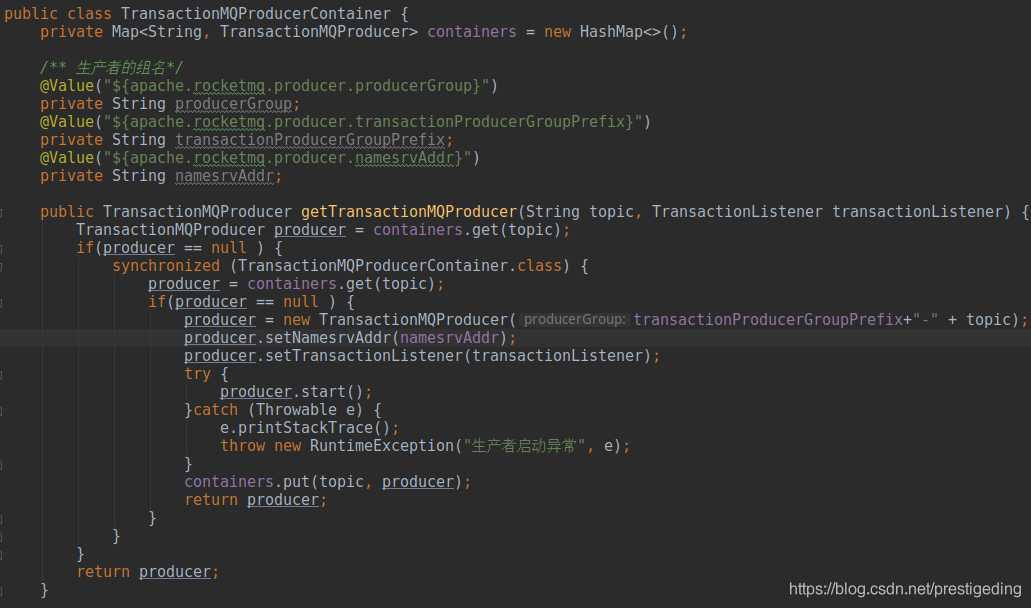 public class TransactionMQProducerContainer {
    private Map<String, TransactionMQProducer> containers = new HashMap<>();

    /** 生产者的组名*/
    @Value("${apache.rocketmq.producer.producerGroup}")
    private String producerGroup;
    @Value("${apache.rocketmq.producer.transactionProducerGroupPrefix}")
    private String transactionProducerGroupPrefix;
    @Value("${apache.rocketmq.producer.namesrvAddr}")
    private String namesrvAddr;

    public TransactionMQProducer getTransactionMQProducer(String topic, TransactionListener transactionListener) {
        TransactionMQProducer producer = containers.get(topic);
        if(producer == null ) {
            synchronized (TransactionMQProducerContainer.class) {
                producer = containers.get(topic);
                if(producer == null ) {
                    producer = new TransactionMQProducer( producerGroup: transactionProducerGroupPrefix+"-" + topic);
                    producer.setNamesrvAddr(namesrvAddr);
                    producer.setTransactionListener(transactionListener);
                    try {
                        producer.start();
                    }catch (Throwable e) {
                        e.printStackTrace();
                        throw new RuntimeException("生产者启动异常", e);
                    }
                    containers.put(topic, producer);
                    return producer;
                }
            }
        }
        return producer;
    }
https://blog.csdn.net/prestigeding